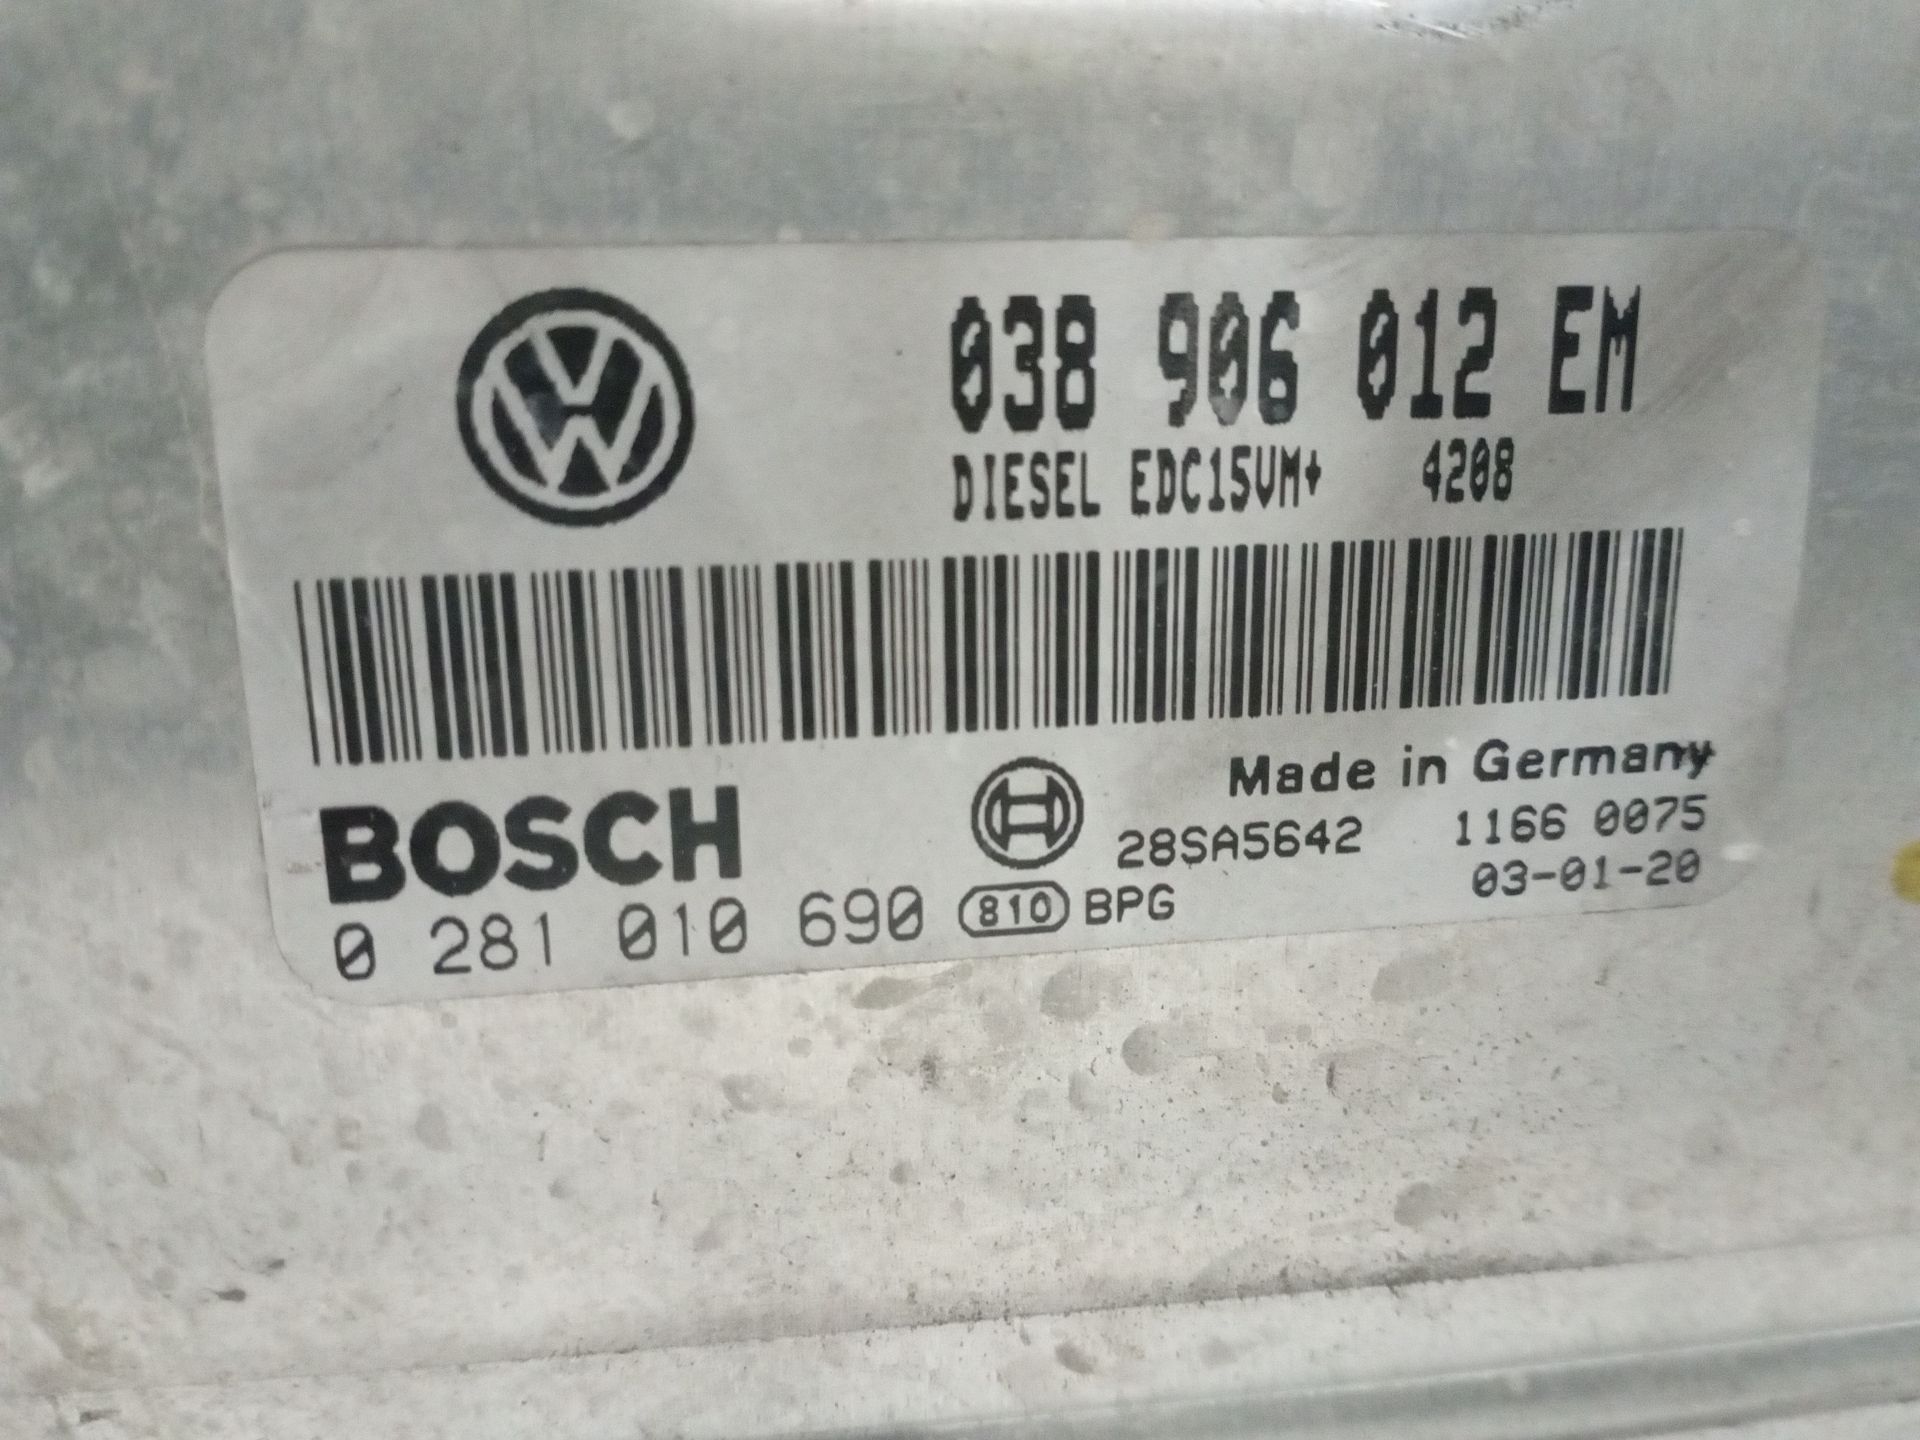 038 906 012 EM
DIESEL EDC15VM+ 4208
Made in Germany
BOSCH
28SA5642 1166 0075
03-01-20
0 281 010 690 810 BPG